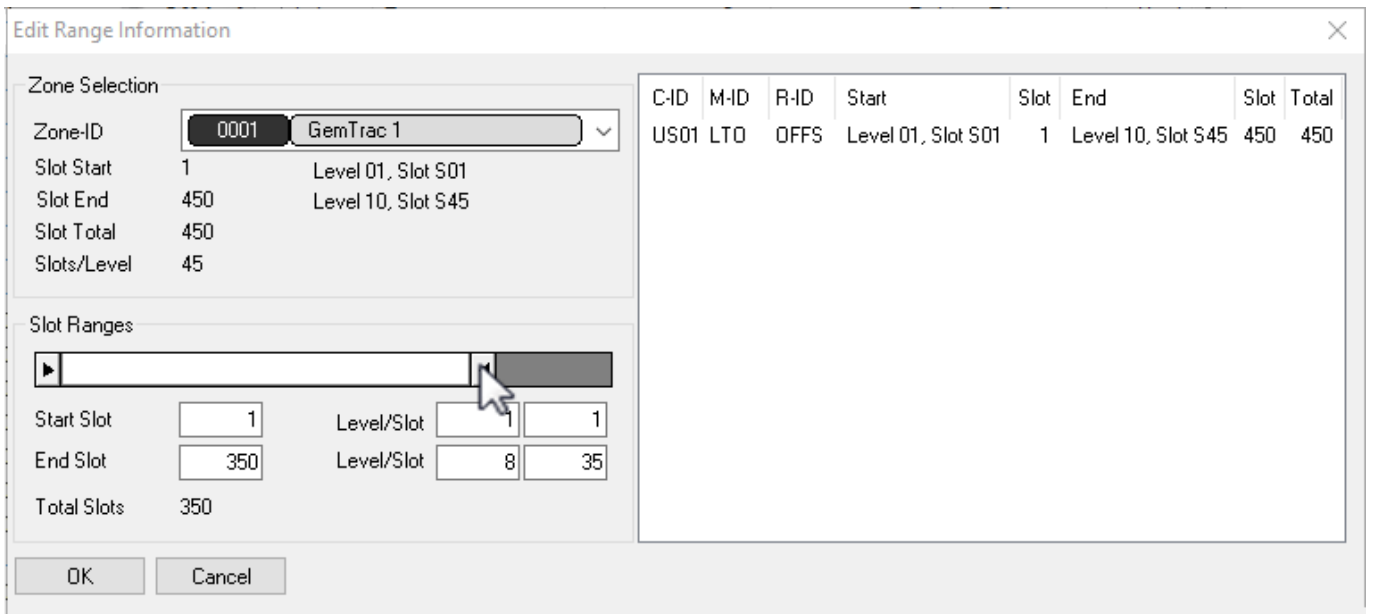 Edit Range Information
Zone Selection
Zone-ID 0001 GemTrac 1
Slot Start 1 Level 01, Slot S01
Slot End 450 Level 10, Slot S45
Slot Total 450
Slots/Level 45
Slot Ranges
Start Slot 1 Level/Slot 1 1
End Slot 350 Level/Slot 8 35
Total Slots 350
OK Cancel
C-ID M-ID R-ID Start Slot End Slot Total
US01 LTO OFFS Level 01, Slot S01 1 Level 10, Slot S45 450 450